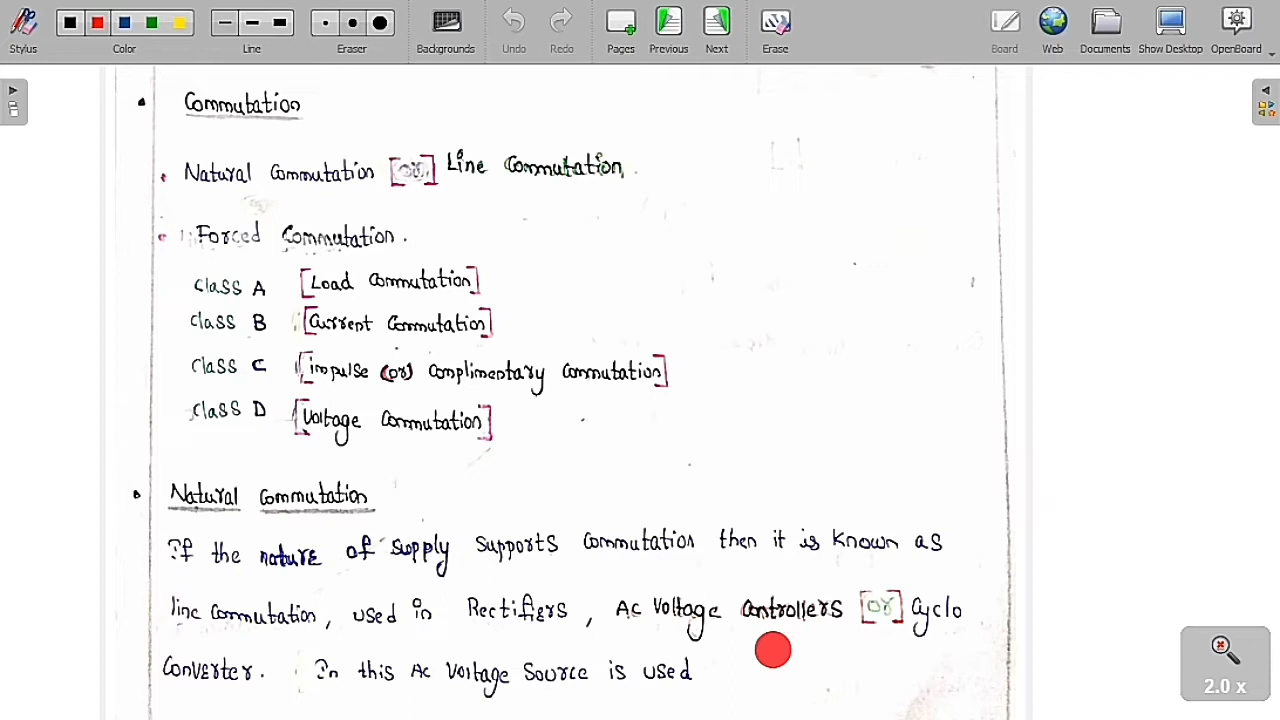 Stylus Color Line Eraser Backgrounds Undo Redo Pages Previous Next Erase Board Web Documents Show Desktop OpenBoard
Commutation
Natural Commutation [or] Line Commutation.
Forced Commutation.
Class A [Load Commutation]
Class B [Current Commutation]
Class C [impulse (or) Complimentary Commutation]
Class D [Voltage Commutation]
Natural Commutation
If the nature of supply supports Commutation then it is known as
line commutation, used in Rectifiers, AC Voltage Controllers [or] Cyclo
Converter. In this AC Voltage Source is used
2.0 x